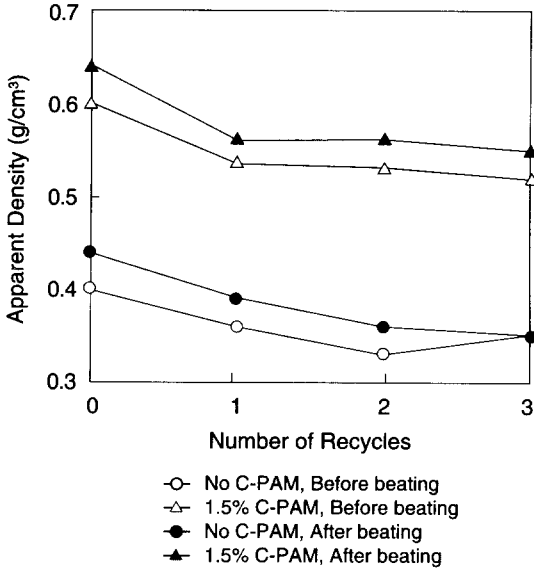 0.7
0.6
0.5
0.4
0.3
Apparent Density (g/cm³)
0 1 2 3
Number of Recycles
No C-PAM, Before beating
1.5% C-PAM, Before beating
No C-PAM, After beating
1.5% C-PAM, After beating